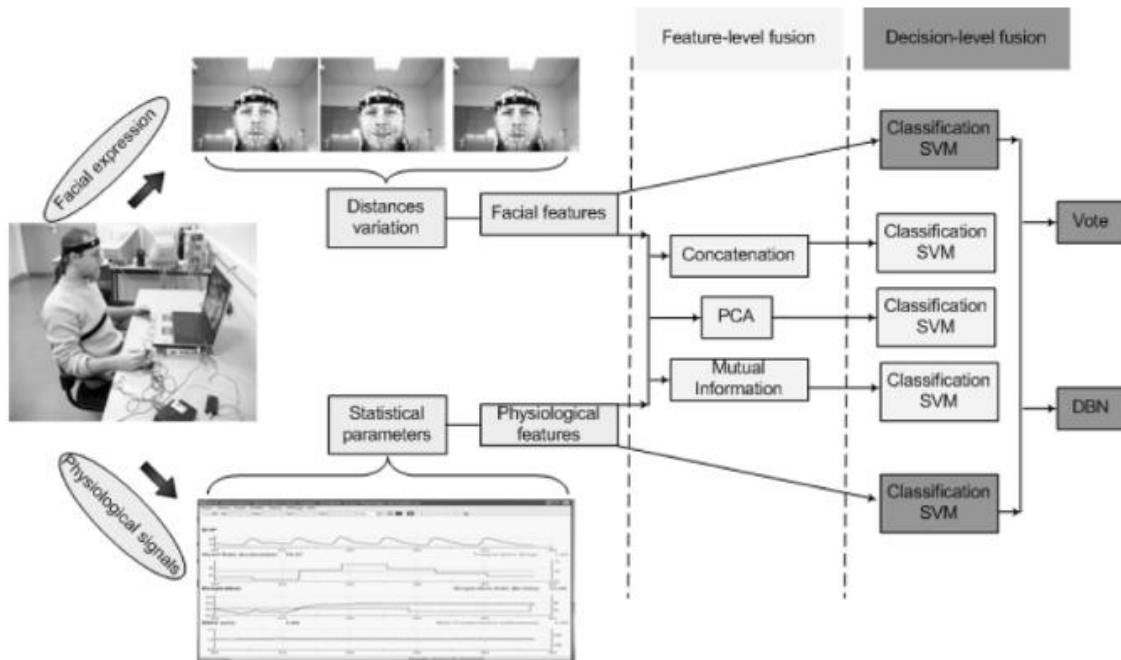 Feature-level fusion
Decision-level fusion
Facial expression
Classification
SVM
Distances
variation
Facial features
Classification
SVM
Vote
Concatenation
Classification
SVM
PCA
Mutual
Information
Classification
SVM
Statistical
parameters
Physiological
features
DBN
Classification
SVM
Physiological signals